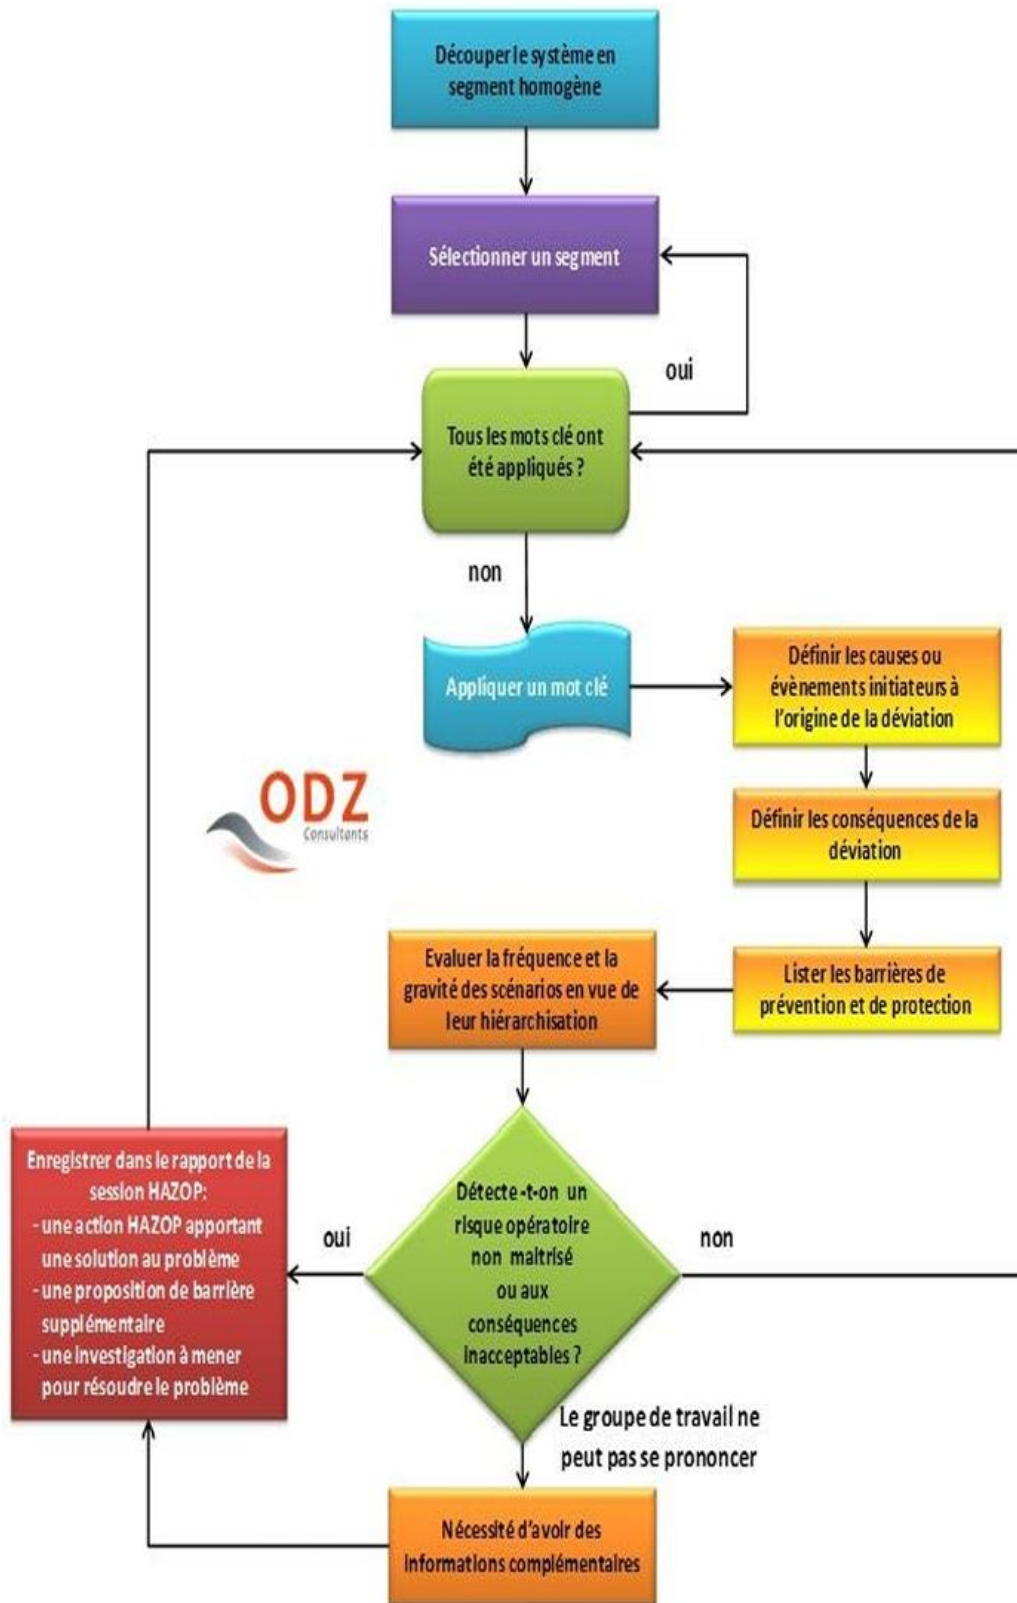 Découper le système en
segment homogène
Sélectionner un segment
oui
Tous les mots clé ont
été appliqués ?
non
Appliquer un mot clé
Définir les causes ou
évènements initiateurs à
l'origine de la déviation
ODZ
Consultants
Définir les conséquences de la
déviation
Lister les barrières de
prévention et de protection
Evaluer la fréquence et la
gravité des scénarios en vue de
leur hiérarchisation
Détecte-t-on un
risque opératoire
non maîtrisé
ou aux
conséquences
inacceptables ?
oui
non
Enregistrer dans le rapport de la
session HAZOP:
- une action HAZOP apportant
une solution au problème
- une proposition de barrière
supplémentaire
- une investigation à mener
pour résoudre le problème
Le groupe de travail ne
peut pas se prononcer
Nécessité d'avoir des
informations complémentaires